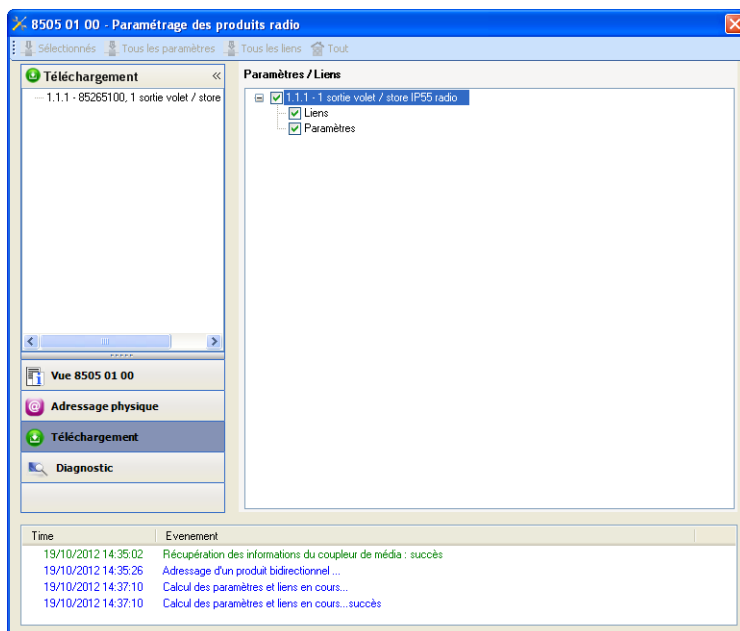 8505 01 00 - Paramétrage des produits radio
Sélectionnés Tous les paramètres Tous les liens Tout
Téléchargement «
1.1.1 - 85265100, 1 sortie volet / store
Vue 8505 01 00
Adressage physique
Téléchargement
Diagnostic
Paramètres / Liens
1.1.1 - 1 sortie volet / store IP55 radio
Liens
Paramètres
Time Evenement
19/10/2012 14:35:02 Récupération des informations du coupleur de média : succès
19/10/2012 14:35:26 Adressage d'un produit bidirectionnel ...
19/10/2012 14:37:10 Calcul des paramètres et liens en cours...
19/10/2012 14:37:10 Calcul des paramètres et liens en cours...succès